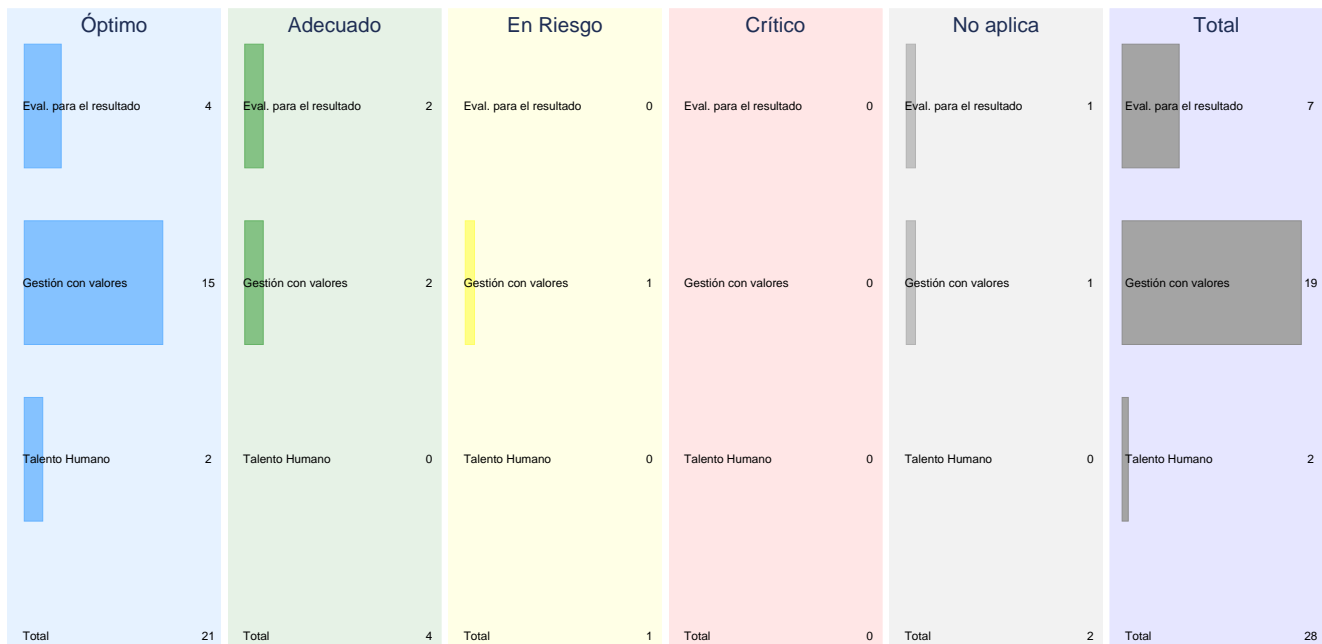 Óptimo Adecuado En Riesgo Crítico No aplica Total
Eval. para el resultado 4 Eval. para el resultado 2 Eval. para el resultado 0 Eval. para el resultado 0 Eval. para el resultado 1 Eval. para el resultado 7
Gestión con valores 15 Gestión con valores 2 Gestión con valores 1 Gestión con valores 0 Gestión con valores 1 Gestión con valores 19
Talento Humano 2 Talento Humano 0 Talento Humano 0 Talento Humano 0 Talento Humano 0 Talento Humano 2
Total 21 Total 4 Total 1 Total 0 Total 2 Total 28